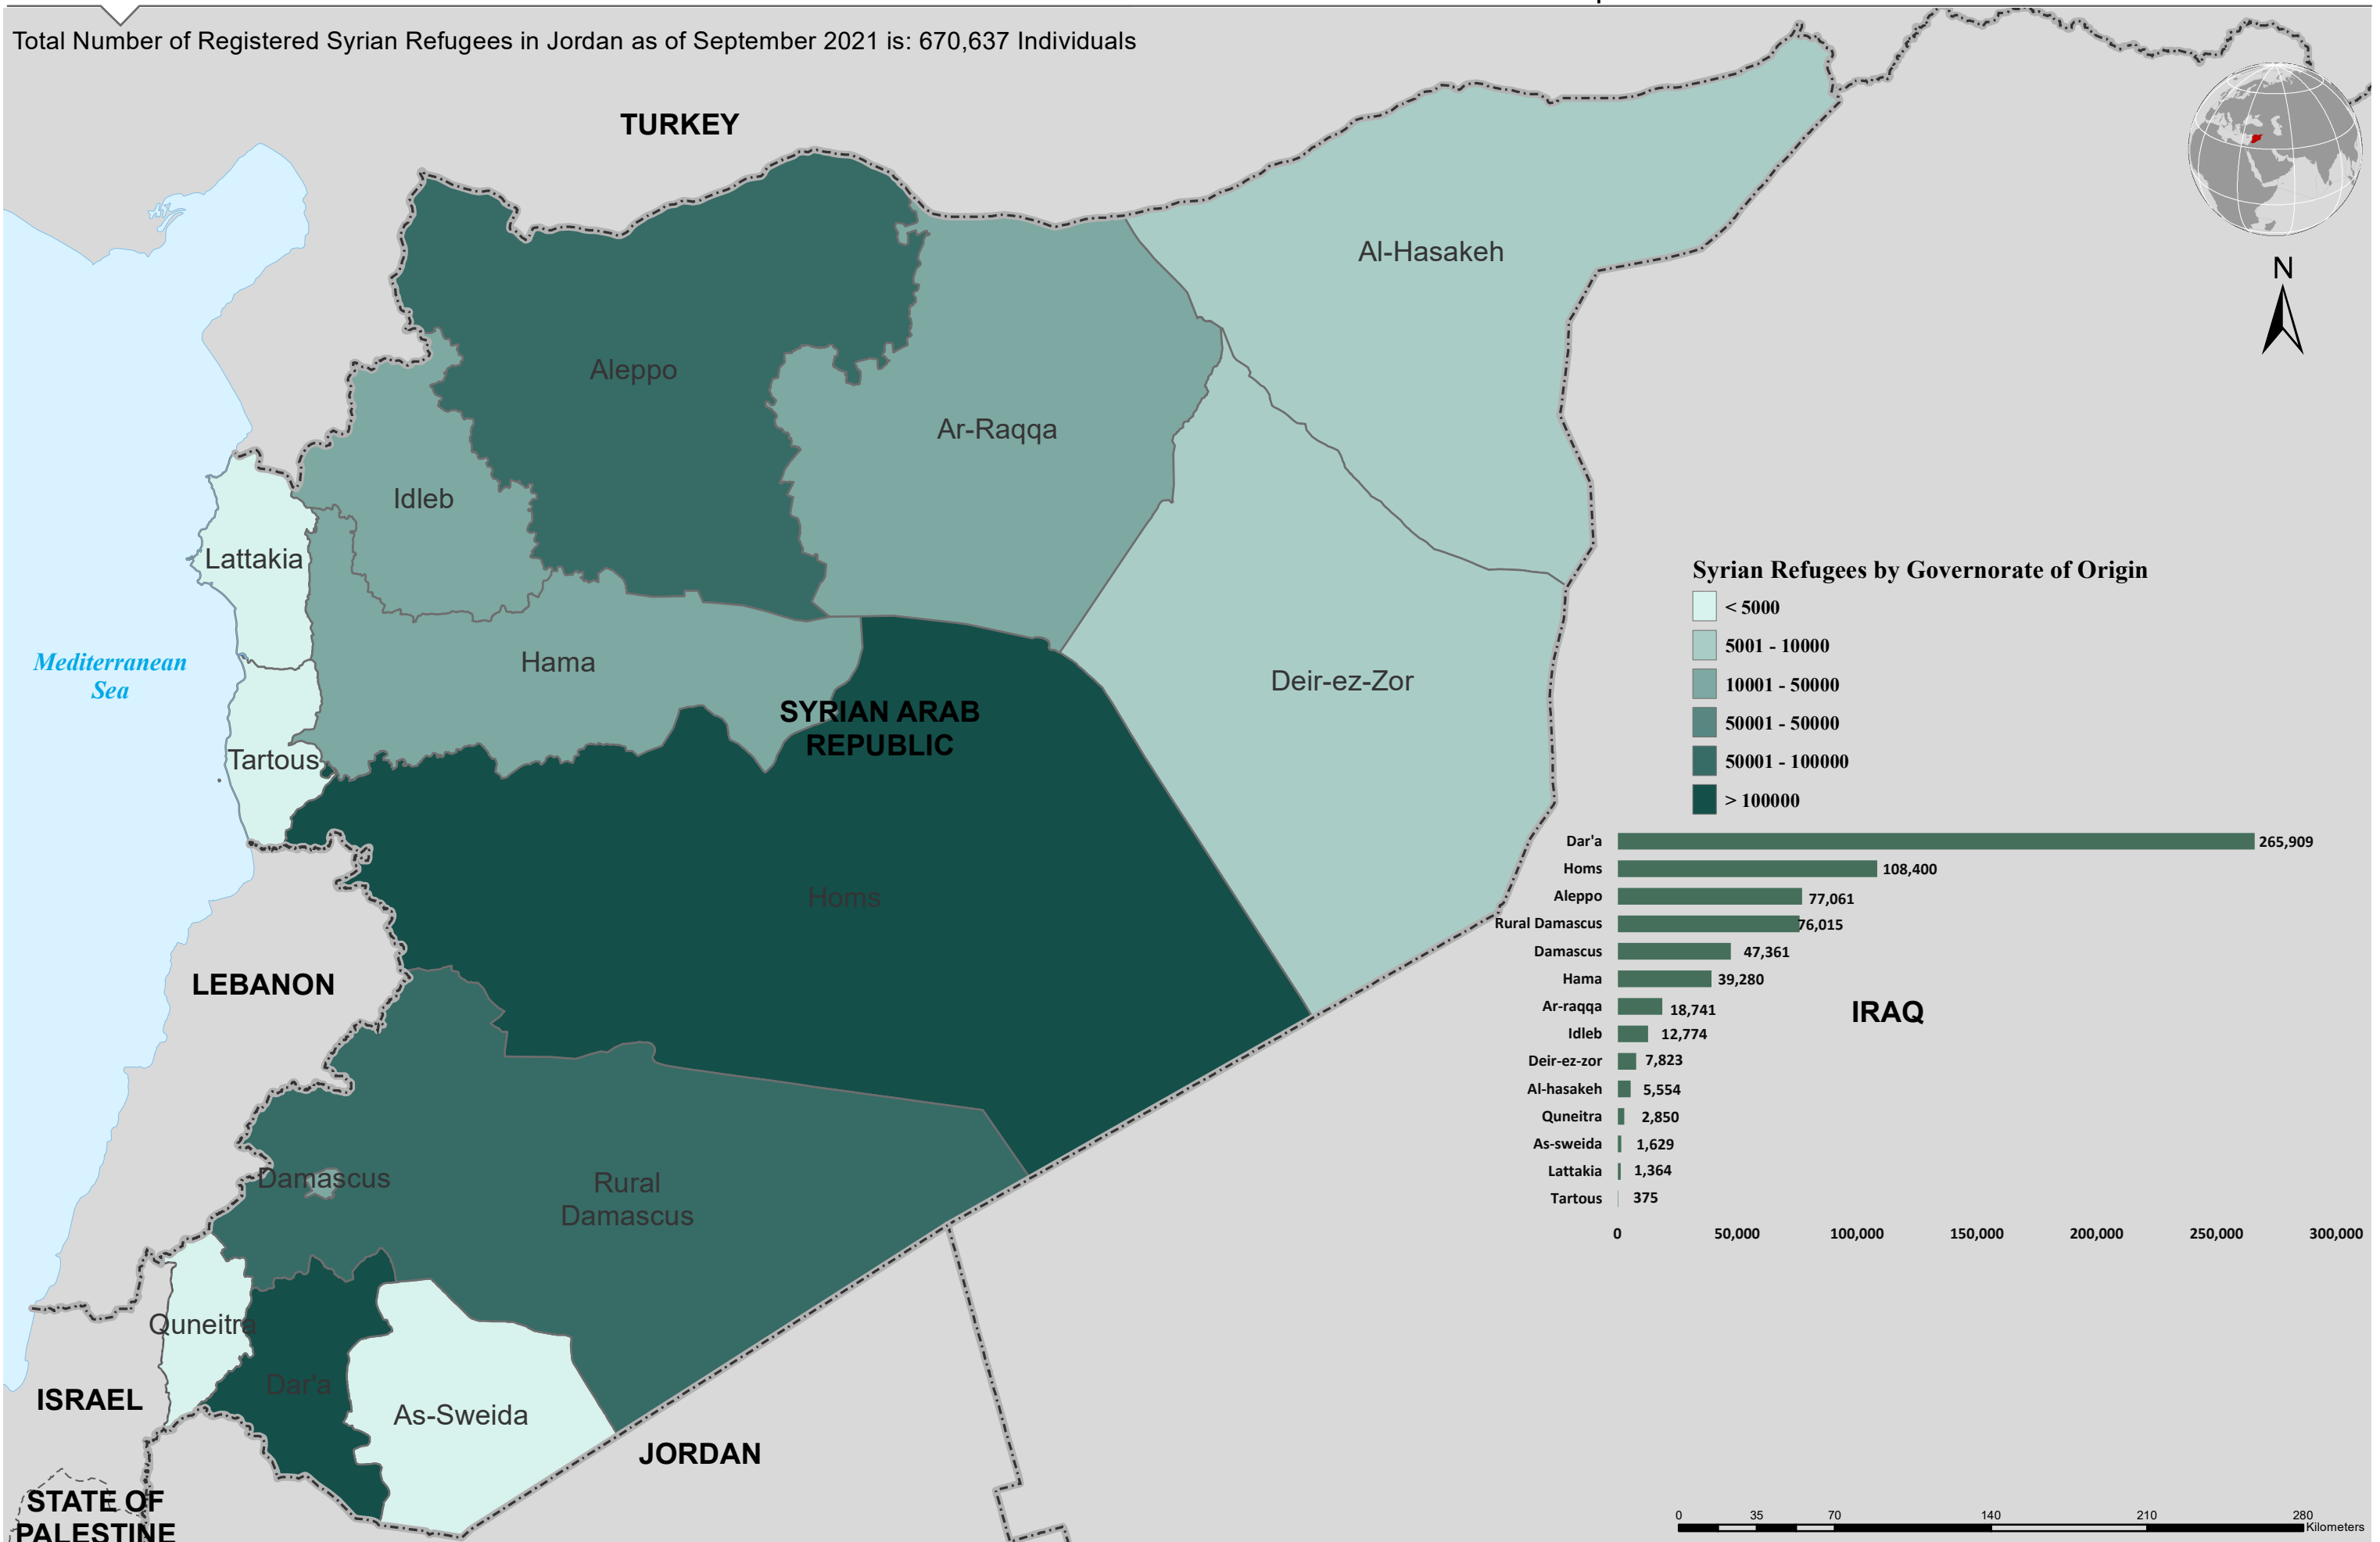 Total Number of Registered Syrian Refugees in Jordan as of September 2021 is: 670,637 Individuals
TURKEY
N
Al-Hasakeh
Aleppo
Ar-Raqqa
Idleb
Lattakia
Mediterranean
Sea
Hama
Deir-ez-Zor
SYRIAN ARAB
REPUBLIC
Tartous
Homs
LEBANON
Damascus
Rural
Damascus
Quneitra
Dar'a
ISRAEL
As-Sweida
JORDAN
STATE OF
PALESTINE
IRAQ
Syrian Refugees by Governorate of Origin
< 5000
5001 - 10000
10001 - 50000
50001 - 50000
50001 - 100000
> 100000
Dar'a 265,909
Homs 108,400
Aleppo 77,061
Rural Damascus 76,015
Damascus 47,361
Hama 39,280
Ar-raqqa 18,741
Idleb 12,774
Deir-ez-zor 7,823
Al-hasakeh 5,554
Quneitra 2,850
As-sweida 1,629
Lattakia 1,364
Tartous 375
0 50,000 100,000 150,000 200,000 250,000 300,000
0 35 70 140 210 280
Kilometers